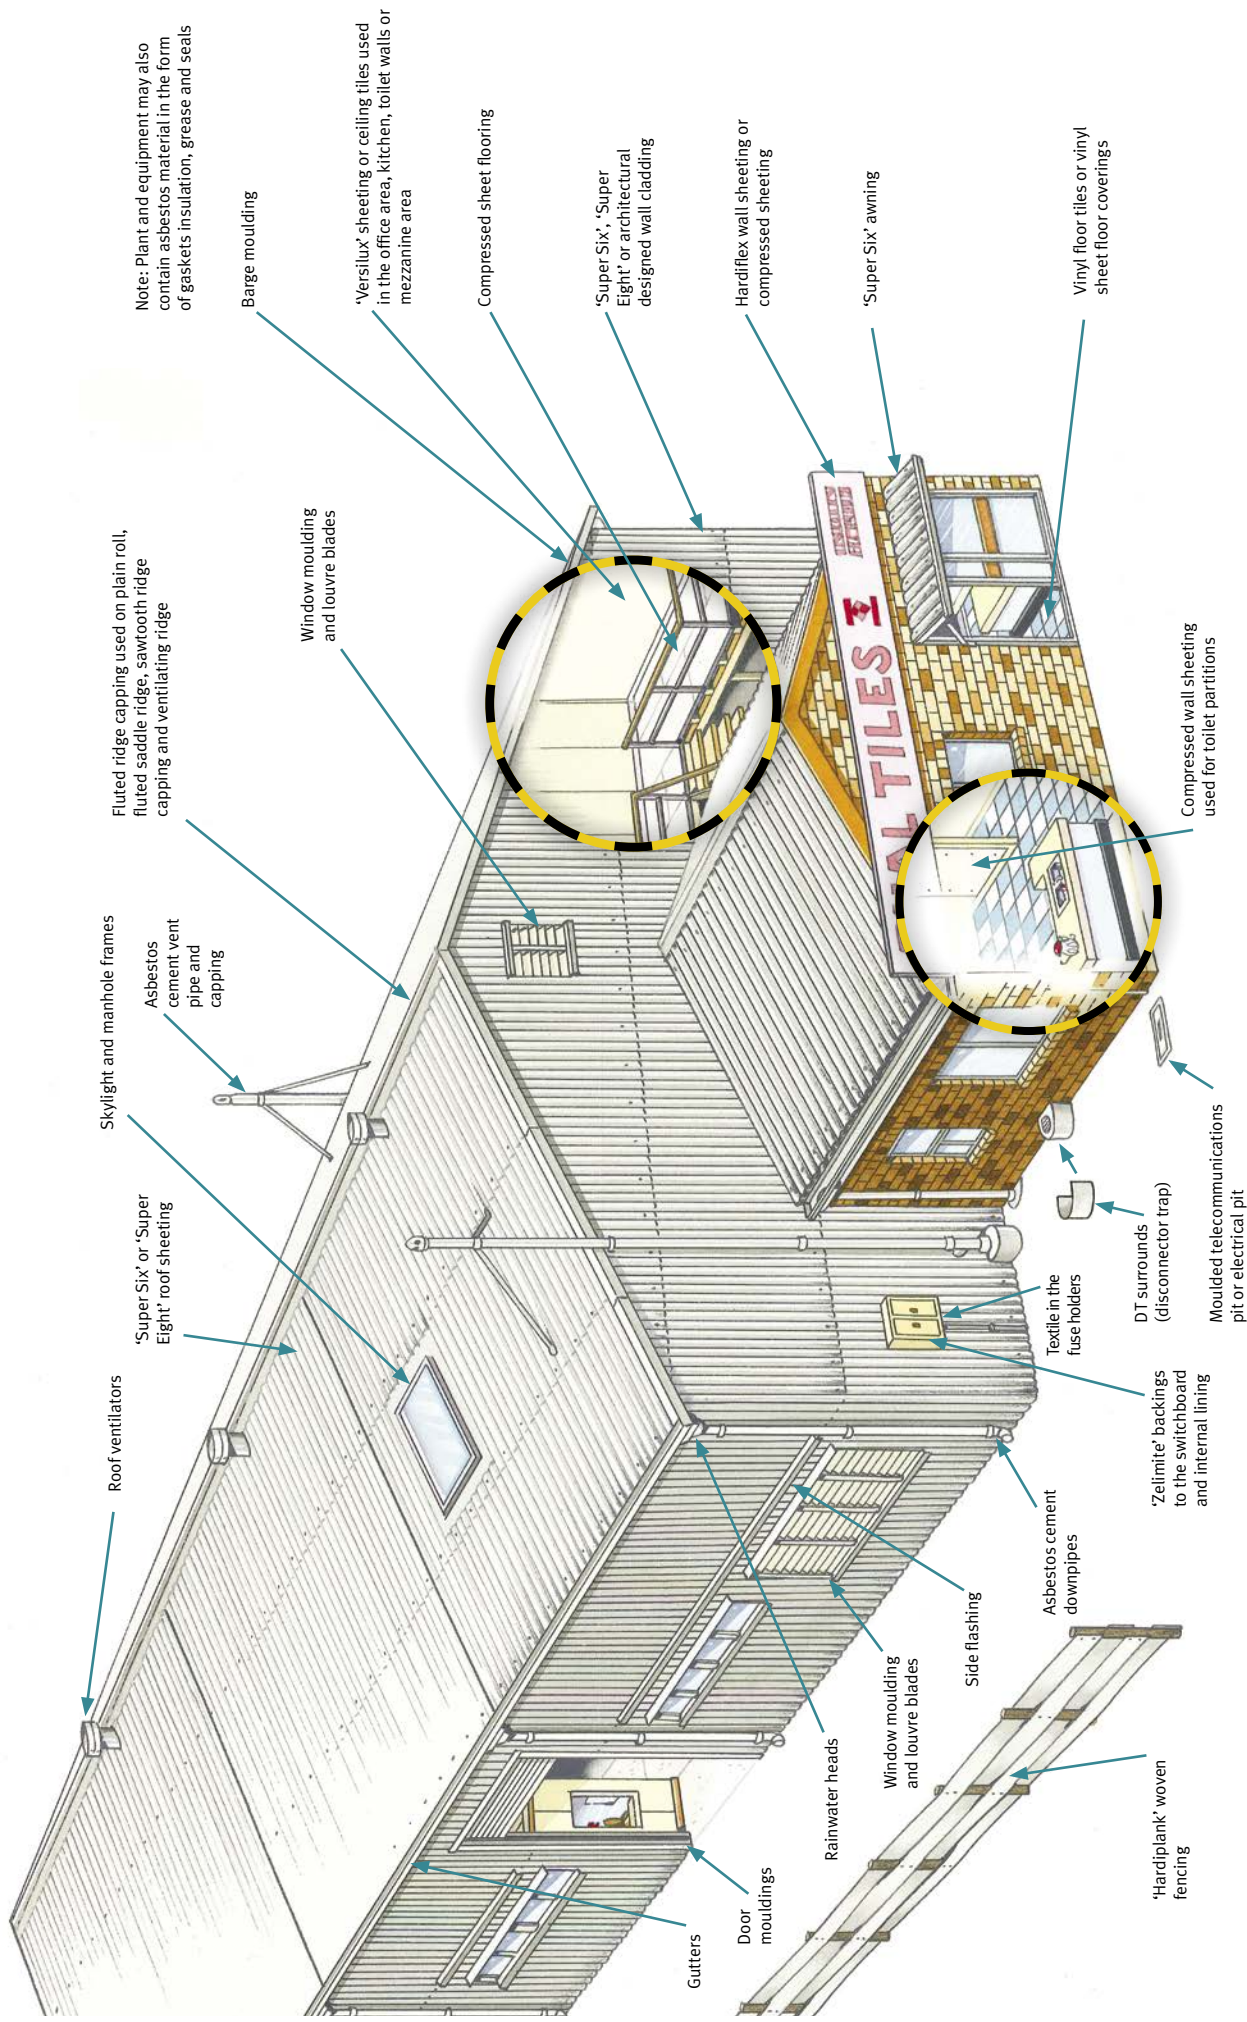 Roof ventilators
‘Super Six’ or ‘Super
Eight’ roof sheeting
Skylight and manhole frames
Asbestos
cement vent
pipe and
capping
Fluted ridge capping used on plain roll,
fluted saddle ridge, sawtooth ridge
capping and ventilating ridge
Window moulding
and louvre blades
Note: Plant and equipment may also
contain asbestos material in the form
of gaskets insulation, grease and seals
Barge moulding
‘Versilux’ sheeting or ceiling tiles used
in the office area, kitchen, toilet walls or
mezzanine area
Compressed sheet flooring
‘Super Six’, ‘Super
Eight’ or architectural
designed wall cladding
Hardiflex wall sheeting or
compressed sheeting
‘Super Six’ awning
Vinyl floor tiles or vinyl
sheet floor coverings
TILES
Gutters
Door
mouldings
Rainwater heads
Window moulding
and louvre blades
Side flashing
Asbestos cement
downpipes
Textile in the
fuse holders
‘Zelimite’ backings
to the switchboard
and internal lining
DT surrounds
(disconnector trap)
Moulded telecommunications
pit or electrical pit
Compressed wall sheeting
used for toilet partitions
‘Hardiplank’ woven
fencing